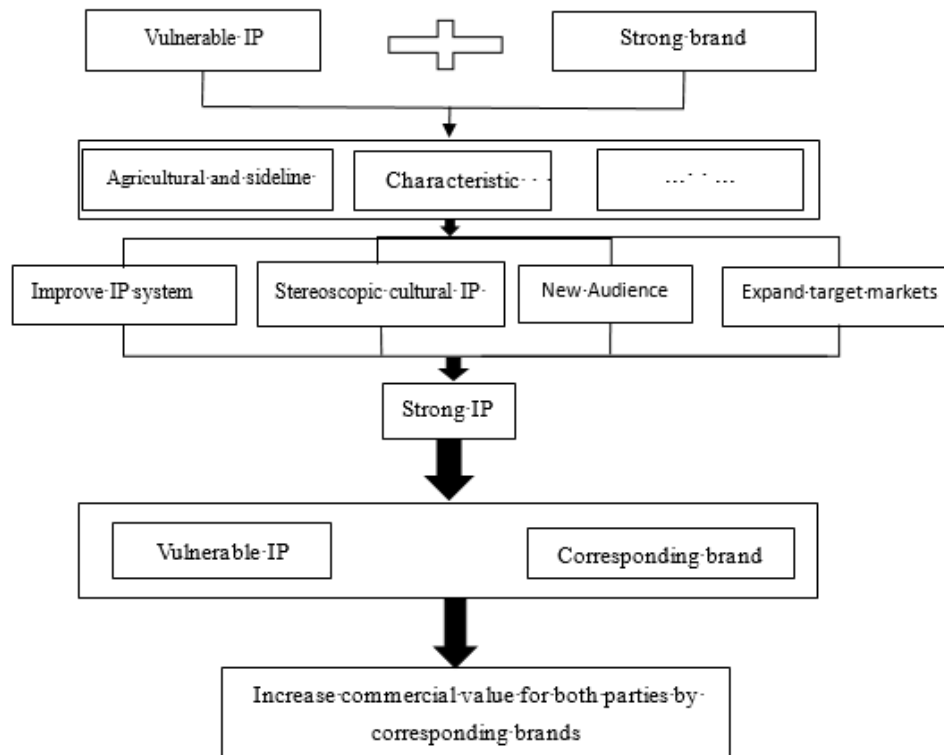 Vulnerable·IP
Strong·brand
Agricultural·and·sideline·
Characteristic· · ·
...· · ...
Improve·IP·system
Stereoscopic·cultural·IP·
New·Audience
Expand·target·markets
Strong·IP
Vulnerable·IP
Corresponding·brand
Increase·commercial·value·for·both·parties·by·
corresponding·brands